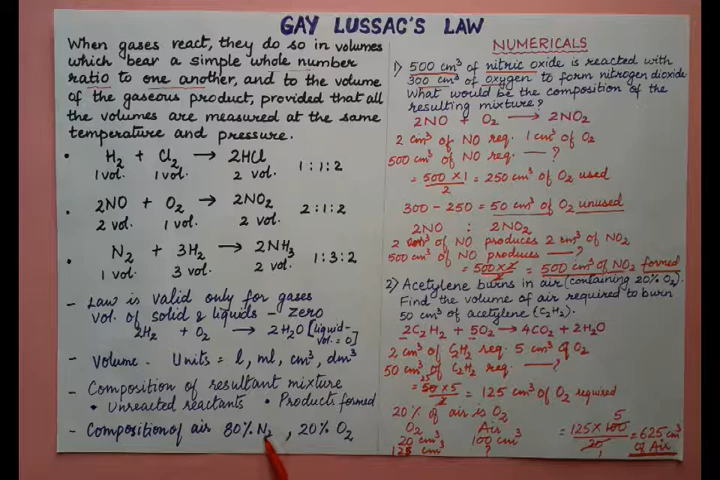 GAY LUSSAC'S LAW
When gases react, they do so in volumes
which bear a simple whole number
ratio to one another, and to the volume
of the gaseous product, provided that all
the volumes are measured at the same
temperature and pressure.
• H₂ + Cl₂ → 2HCl
1 vol. 1 vol. 2 vol. 1:1:2
• 2NO + O₂ → 2NO₂
2 vol. 1 vol. 2 vol. 2:1:2
• N₂ + 3H₂ → 2NH₃
1 vol. 3 vol. 2 vol. 1:3:2
- Law is valid only for gases
vol. of solid & liquids - zero
2H₂ + O₂ → 2H₂O [liquid-
vol. = 0]
- Volume - Units = l, ml, cm³, dm³
- Composition of resultant mixture
• Unreacted reactants • Products formed
- Composition of air 80% N₂, 20% O₂
NUMERICALS
1) 500 cm³ of nitric oxide is reacted with
300 cm³ of oxygen to form nitrogen dioxide
What would be the composition of the
resulting mixture?
2NO + O₂ → 2NO₂
2 cm³ of NO req. 1 cm³ of O₂
500 cm³ of NO req. — ?
= 500 × 1 / 2 = 250 cm³ of O₂ used
300 - 250 = 50 cm³ of O₂ unused
2NO : 2NO₂
2 cm³ of NO produces 2 cm³ of NO₂
500 cm³ of NO produces — ?
= 500 × 2 / 2 = 500 cm³ of NO₂ formed
2) Acetylene burns in air (containing 20% O₂)
Find the volume of air required to burn
50 cm³ of acetylene (C₂H₂).
2C₂H₂ + 5O₂ → 4CO₂ + 2H₂O
2 cm³ of C₂H₂ req. 5 cm³ of O₂
50 cm³ of C₂H₂ req. — ?
= 50 25 × 5 / 2 = 125 cm³ of O₂ required
20% of air is O₂
O₂ Air
20 cm³ 100 cm³
125 cm³ ?
= 125 × 100 5 / 20 1 = 625 cm³
of Air